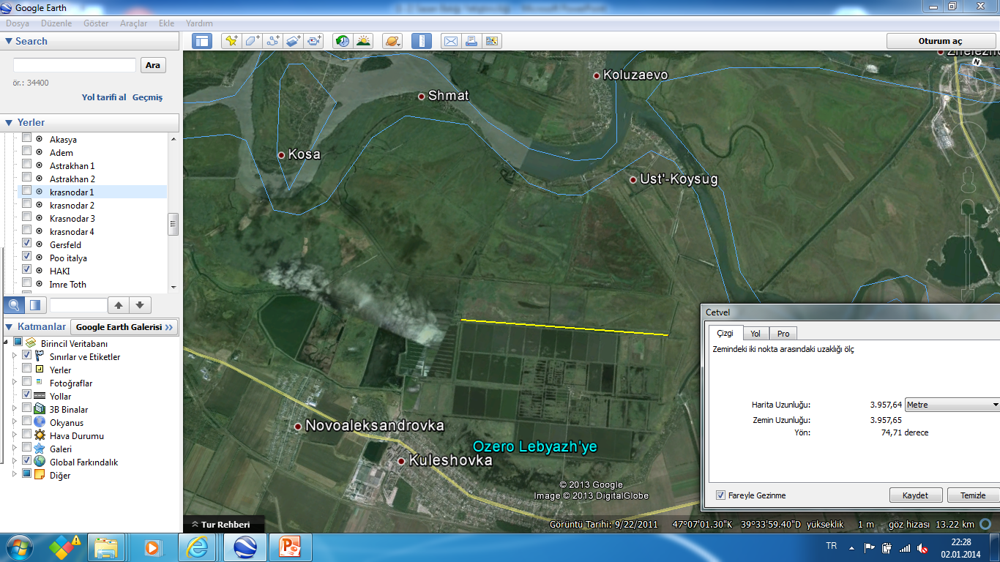 Google Earth
Dosya Düzenle Göster Araçlar Ekle Yardım
Search
Ara
ör.: 34400
Yol tarifi al Geçmiş
Yerler
Akasya
Adem
Astrakhan 1
Astrakhan 2
krasnodar 1
krasnodar 2
Krasnodar 3
krasnodar 4
Gersfeld
Poo italya
HAKI
Imre Toth
Katmanlar
Google Earth Galerisi >>
Birincil Veritabanı
Sınırlar ve Etiketler
Yerler
Fotoğraflar
Yollar
3B Binalar
Okyanus
Hava Durumu
Galeri
Global Farkındalık
Diğer
Oturum aç
N
Koluzaevo
Shmat
Kosa
Ust'-Koysug
Novoaleksandrovka
Ozero Lebyazh'ye
Kuleshovka
© 2013 Google
Image © 2013 DigitalGlobe
Tur Rehberi
Görüntü Tarihi: 9/22/2011 47°07'01.30"K 39°33'59.40"D yükseklik 1 m göz hizası 13.22 km
Cetvel
Çizgi Yol Pro
Zemindeki iki nokta arasındaki uzaklığı ölç
Harita Uzunluğu: 3.957,64 Metre
Zemin Uzunluğu: 3.957,65
Yön: 74,71 derece
Fareyle Gezinme
Kaydet
Temizle
TR
22:28
02.01.2014